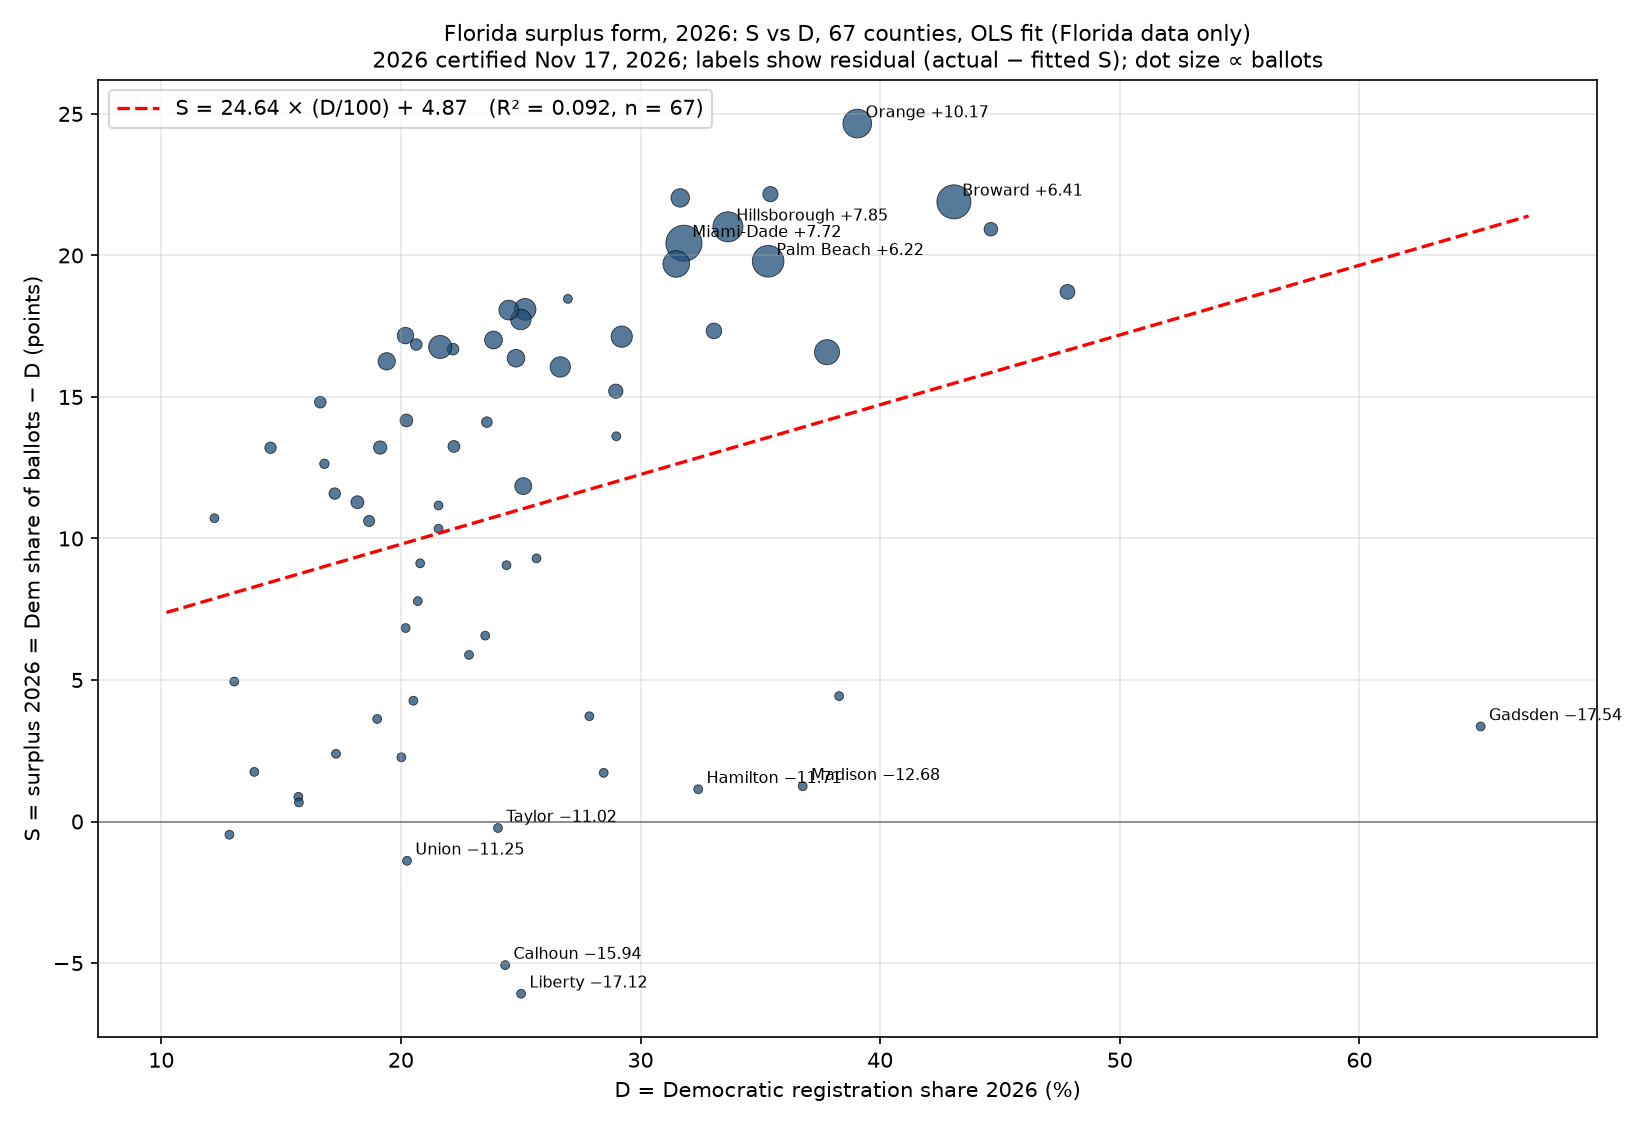 Florida surplus form, 2026: S vs D, 67 counties, OLS fit (Florida data only)
2026 certified Nov 17, 2026; labels show residual (actual − fitted S); dot size ∝ ballots
S = 24.64 × (D/100) + 4.87 (R² = 0.092, n = 67)
S = surplus 2026 = Dem share of ballots − D (points)
25
20
15
10
5
0
−5
Orange +10.17
Broward +6.41
Hillsborough +7.85
Miami-Dade +7.72
Palm Beach +6.22
Gadsden −17.54
Hamilton −11.71
Madison −12.68
Taylor −11.02
Union −11.25
Calhoun −15.94
Liberty −17.12
10
20
30
40
50
60
D = Democratic registration share 2026 (%)